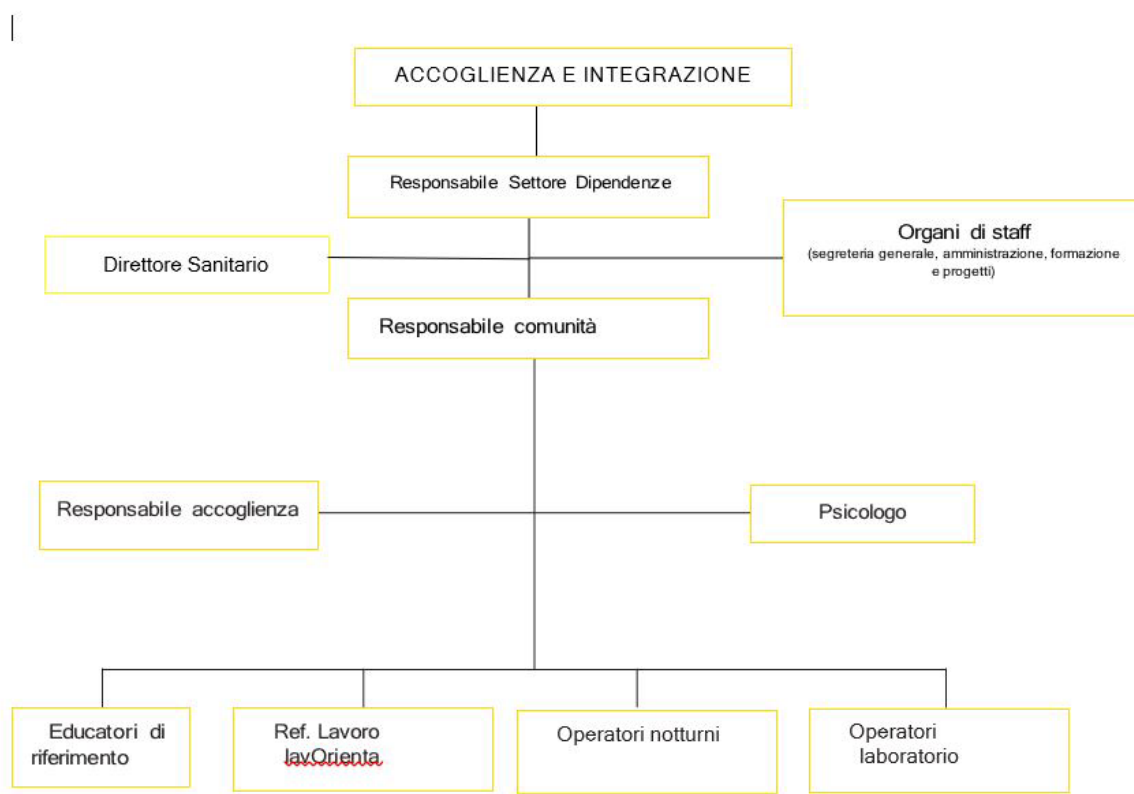 ACCOGLIENZA E INTEGRAZIONE
Responsabile Settore Dipendenze
Direttore Sanitario
Organi di staff
(segreteria generale, amministrazione, formazione
e progetti)
Responsabile comunità
Responsabile accoglienza
Psicologo
Educatori di
riferimento
Ref. Lavoro
lavOrienta
Operatori notturni
Operatori
laboratorio